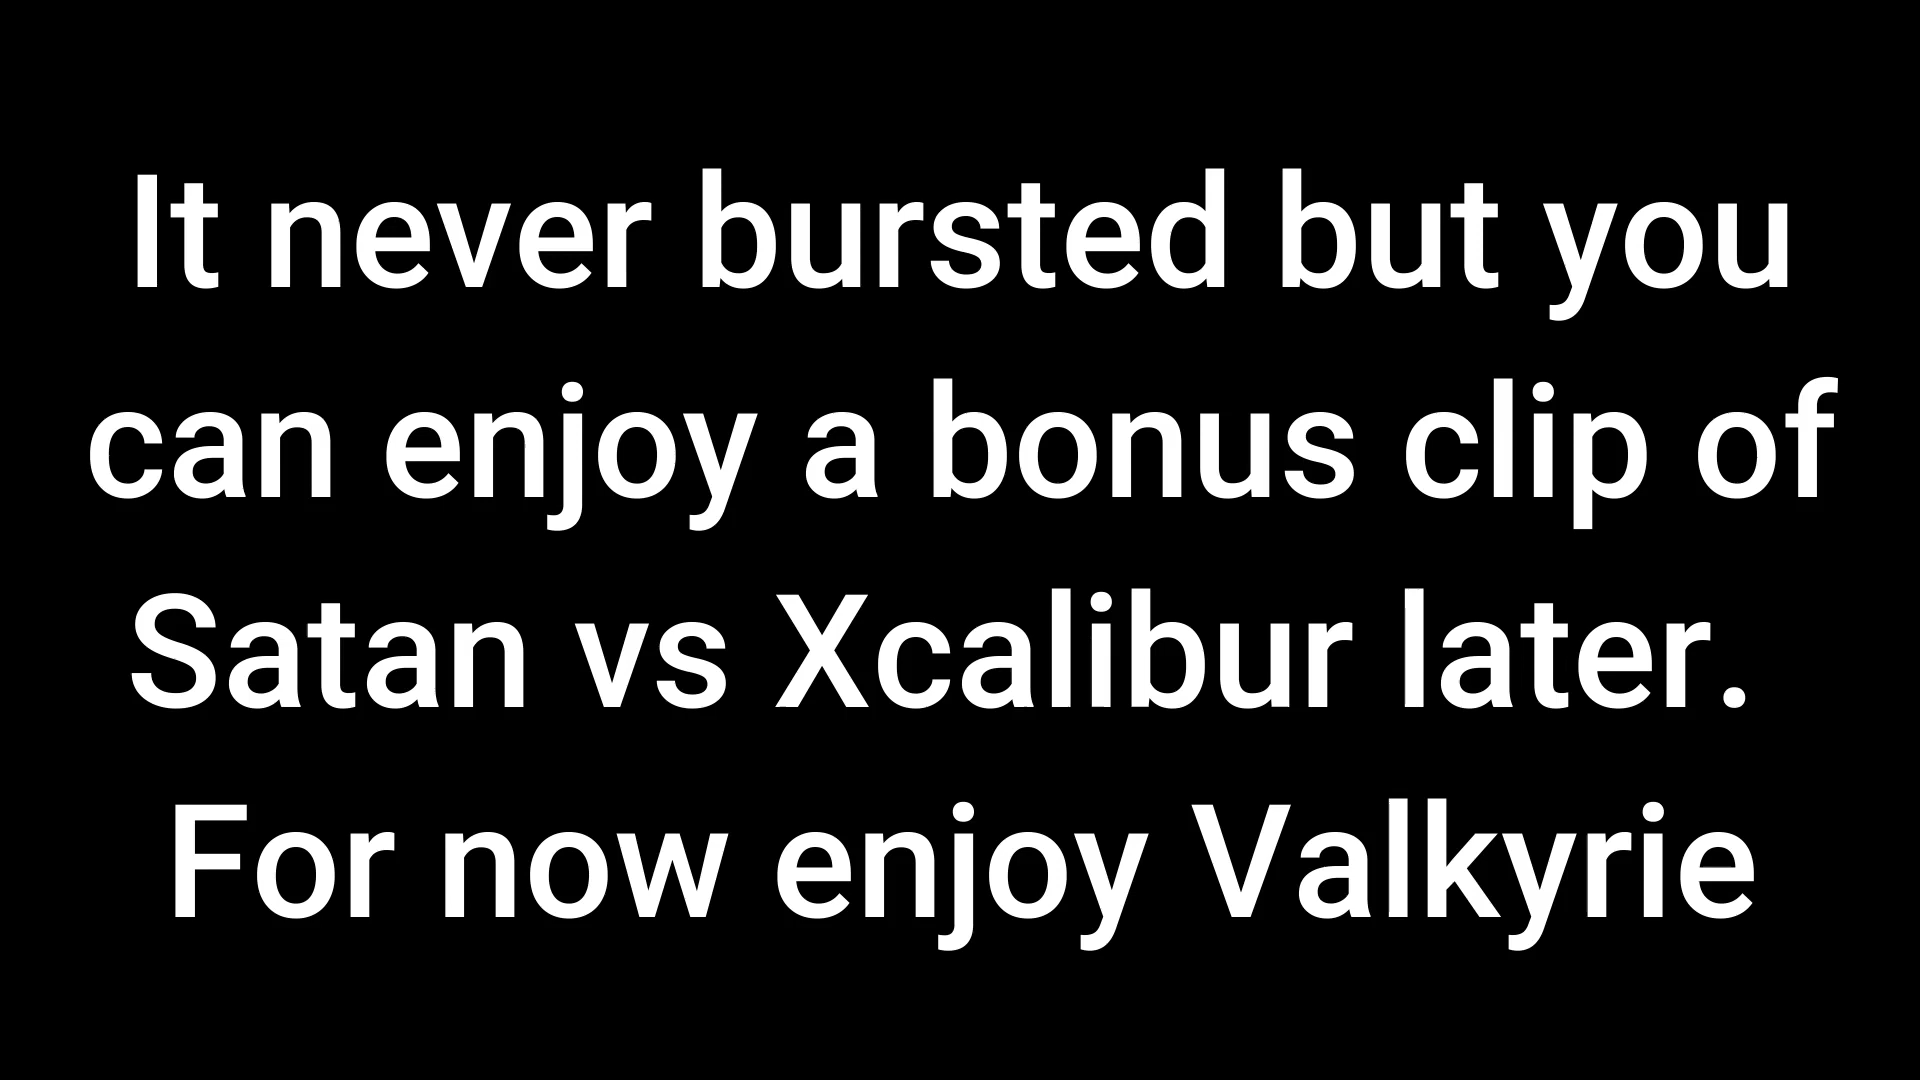 It never bursted but you
can enjoy a bonus clip of
Satan vs Xcalibur later.
For now enjoy Valkyrie